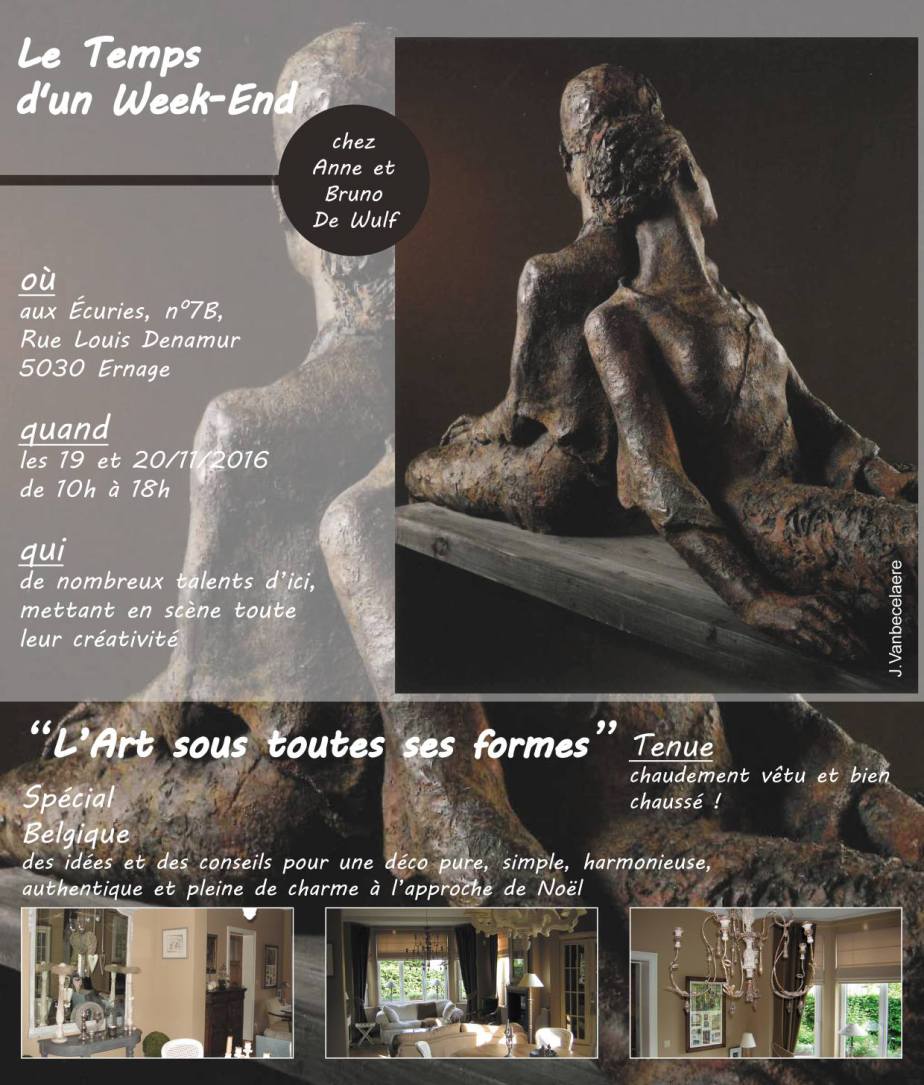 Le Temps
d'un Week-End
chez
Anne et
Bruno
De Wulf
où
aux Écuries, n°7B,
Rue Louis Denamur
5030 Ernage
quand
les 19 et 20/11/2016
de 10h à 18h
qui
de nombreux talents d'ici,
mettant en scène toute
leur créativité
J.Vanbecelaere
“L'Art sous toutes ses formes”
Tenue
chaudement vêtu et bien
chaussé !
Spécial
Belgique
des idées et des conseils pour une déco pure, simple, harmonieuse,
authentique et pleine de charme à l'approche de Noël